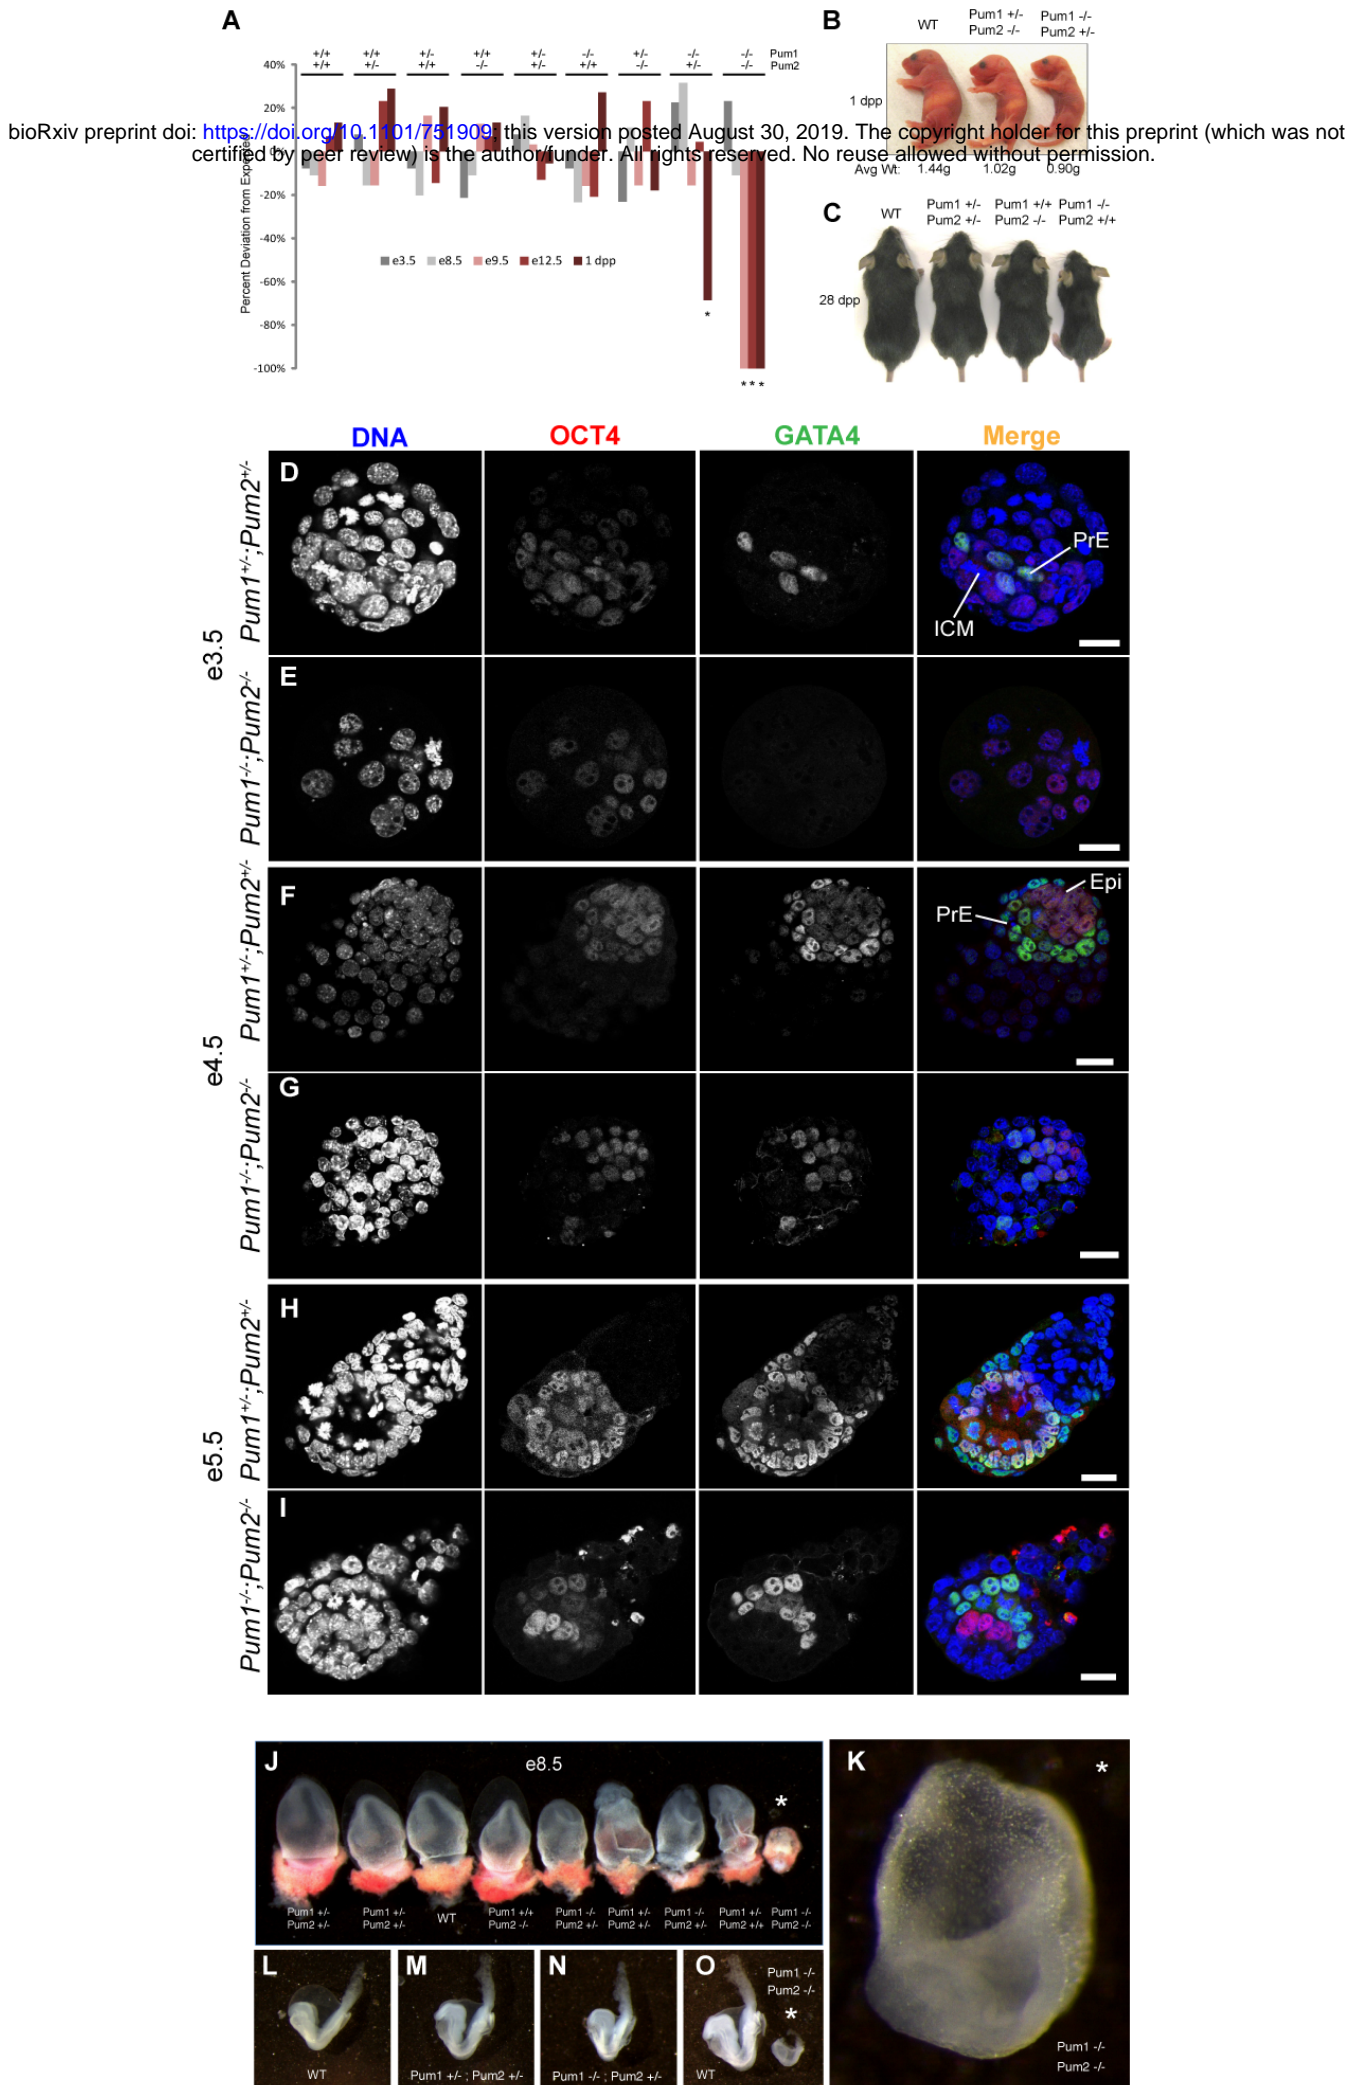 A
+/+ +/+ +/- +/+ +/- -/- +/- -/- -/- Pum1
+/+ +/- +/+ -/- +/- +/+ -/- +/- -/- Pum2
40%
20%
0%
-20%
-40%
-60%
-80%
-100%
Percent Deviation from Expected
e3.5 e8.5 e9.5 e12.5 1 dpp
*
* * *
B
WT
Pum1 +/-
Pum2 -/-
Pum1 -/-
Pum2 +/-
1 dpp
bioRxiv preprint doi: https://doi.org/10.1101/751909; this version posted August 30, 2019. The copyright holder for this preprint (which was not
certified by peer review) is the author/funder. All rights reserved. No reuse allowed without permission.
Avg Wt: 1.44g 1.02g 0.90g
C
WT
Pum1 +/-
Pum2 +/-
Pum1 +/+
Pum2 -/-
Pum1 -/-
Pum2 +/+
28 dpp
DNA OCT4 GATA4 Merge
e3.5
Pum1+/-;Pum2+/-
D
PrE
ICM
Pum1-/-;Pum2-/-
E
e4.5
Pum1+/-;Pum2+/-
F
Epi
PrE
Pum1-/-;Pum2-/-
G
e5.5
Pum1+/-;Pum2+/-
H
Pum1-/-;Pum2-/-
I
J
e8.5
*
Pum1 +/-
Pum2 +/-
Pum1 +/-
Pum2 +/-
WT
Pum1 +/+
Pum2 -/-
Pum1 -/-
Pum2 +/-
Pum1 +/-
Pum2 +/-
Pum1 -/-
Pum2 +/-
Pum1 +/-
Pum2 +/+
Pum1 -/-
Pum2 -/-
K
*
Pum1 -/-
Pum2 -/-
L
WT
M
Pum1 +/- ; Pum2 +/-
N
Pum1 -/- ; Pum2 +/-
O
Pum1 -/-
Pum2 -/-
*
WT